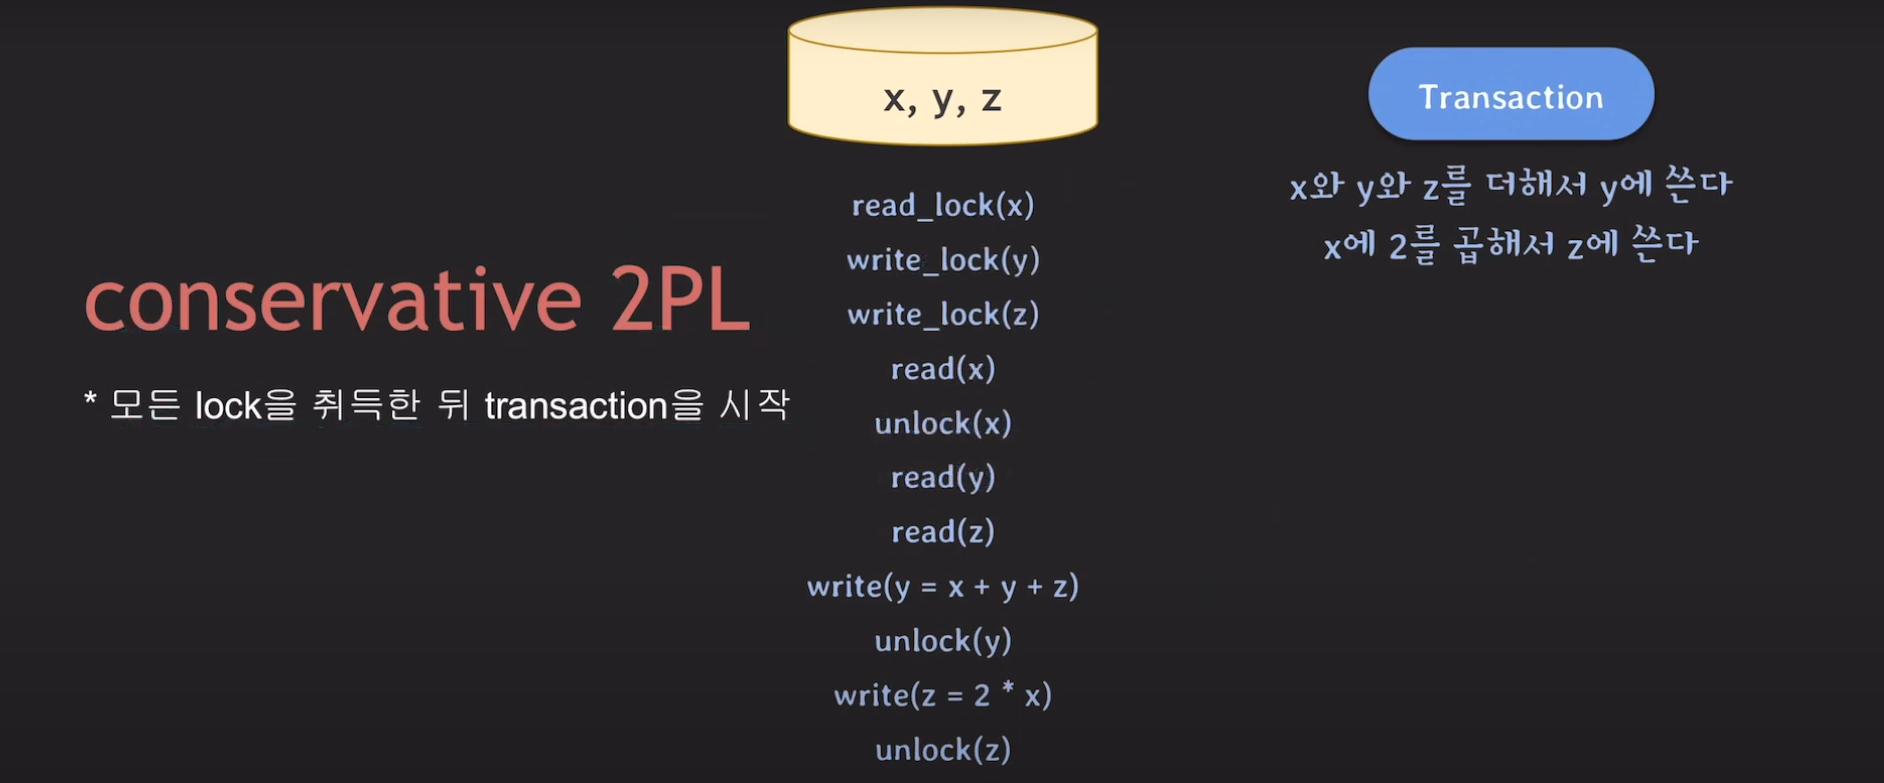 x, y, z
Transaction
x와 y와 z를 더해서 y에 쓴다
x에 2를 곱해서 z에 쓴다
conservative 2PL
* 모든 lock을 취득한 뒤 transaction을 시작
read_lock(x)
write_lock(y)
write_lock(z)
read(x)
unlock(x)
read(y)
read(z)
write(y = x + y + z)
unlock(y)
write(z = 2 * x)
unlock(z)